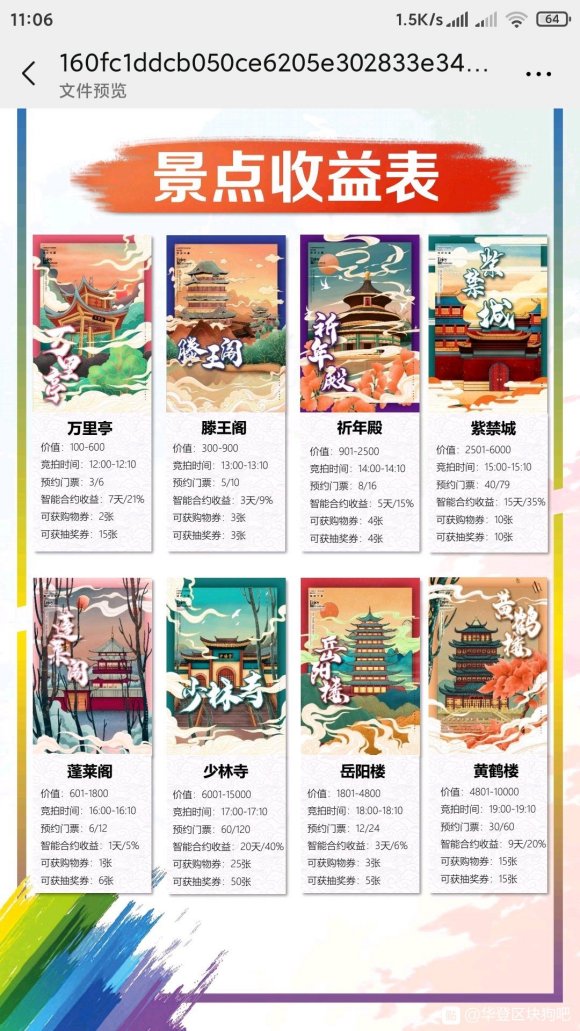 11:06
1.5K/s
64
160fc1ddcb050ce6205e302833e34...
文件预览
景点收益表
万里亭
滕王阁
祈年殿
紫禁城
万里亭
价值：100-600
竞拍时间：12:00-12:10
预约门票：3/6
智能合约收益：7天/21%
可获购物券：2张
可获抽奖券：15张
滕王阁
价值：300-900
竞拍时间：13:00-13:10
预约门票：5/10
智能合约收益：3天/9%
可获购物券：3张
可获抽奖券：3张
祈年殿
价值：901-2500
竞拍时间：14:00-14:10
预约门票：8/16
智能合约收益：5天/15%
可获购物券：4张
可获抽奖券：4张
紫禁城
价值：2501-6000
竞拍时间：15:00-15:10
预约门票：40/79
智能合约收益：15天/35%
可获购物券：10张
可获抽奖券：10张
蓬莱阁
少林寺
岳阳楼
黄鹤楼
蓬莱阁
价值：601-1800
竞拍时间：16:00-16:10
预约门票：6/12
智能合约收益：1天/5%
可获购物券：1张
可获抽奖券：6张
少林寺
价值：6001-15000
竞拍时间：17:00-17:10
预约门票：60/120
智能合约收益：20天/40%
可获购物券：25张
可获抽奖券：50张
岳阳楼
价值：1801-4800
竞拍时间：18:00-18:10
预约门票：12/24
智能合约收益：3天/6%
可获购物券：3张
可获抽奖券：5张
黄鹤楼
价值：4801-10000
竞拍时间：19:00-19:10
预约门票：30/60
智能合约收益：9天/20%
可获购物券：15张
可获抽奖券：15张
贴 @华登区块狗吧